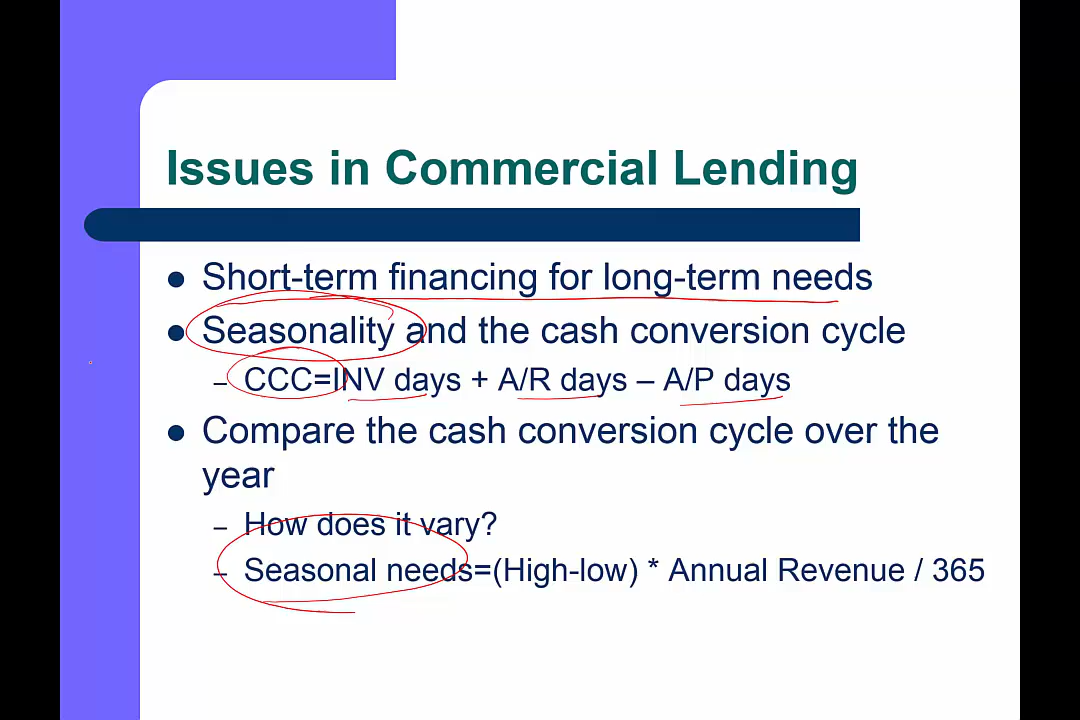 Issues in Commercial Lending
● Short-term financing for long-term needs
● Seasonality and the cash conversion cycle
– CCC=INV days + A/R days – A/P days
● Compare the cash conversion cycle over the
year
– How does it vary?
– Seasonal needs=(High-low) * Annual Revenue / 365